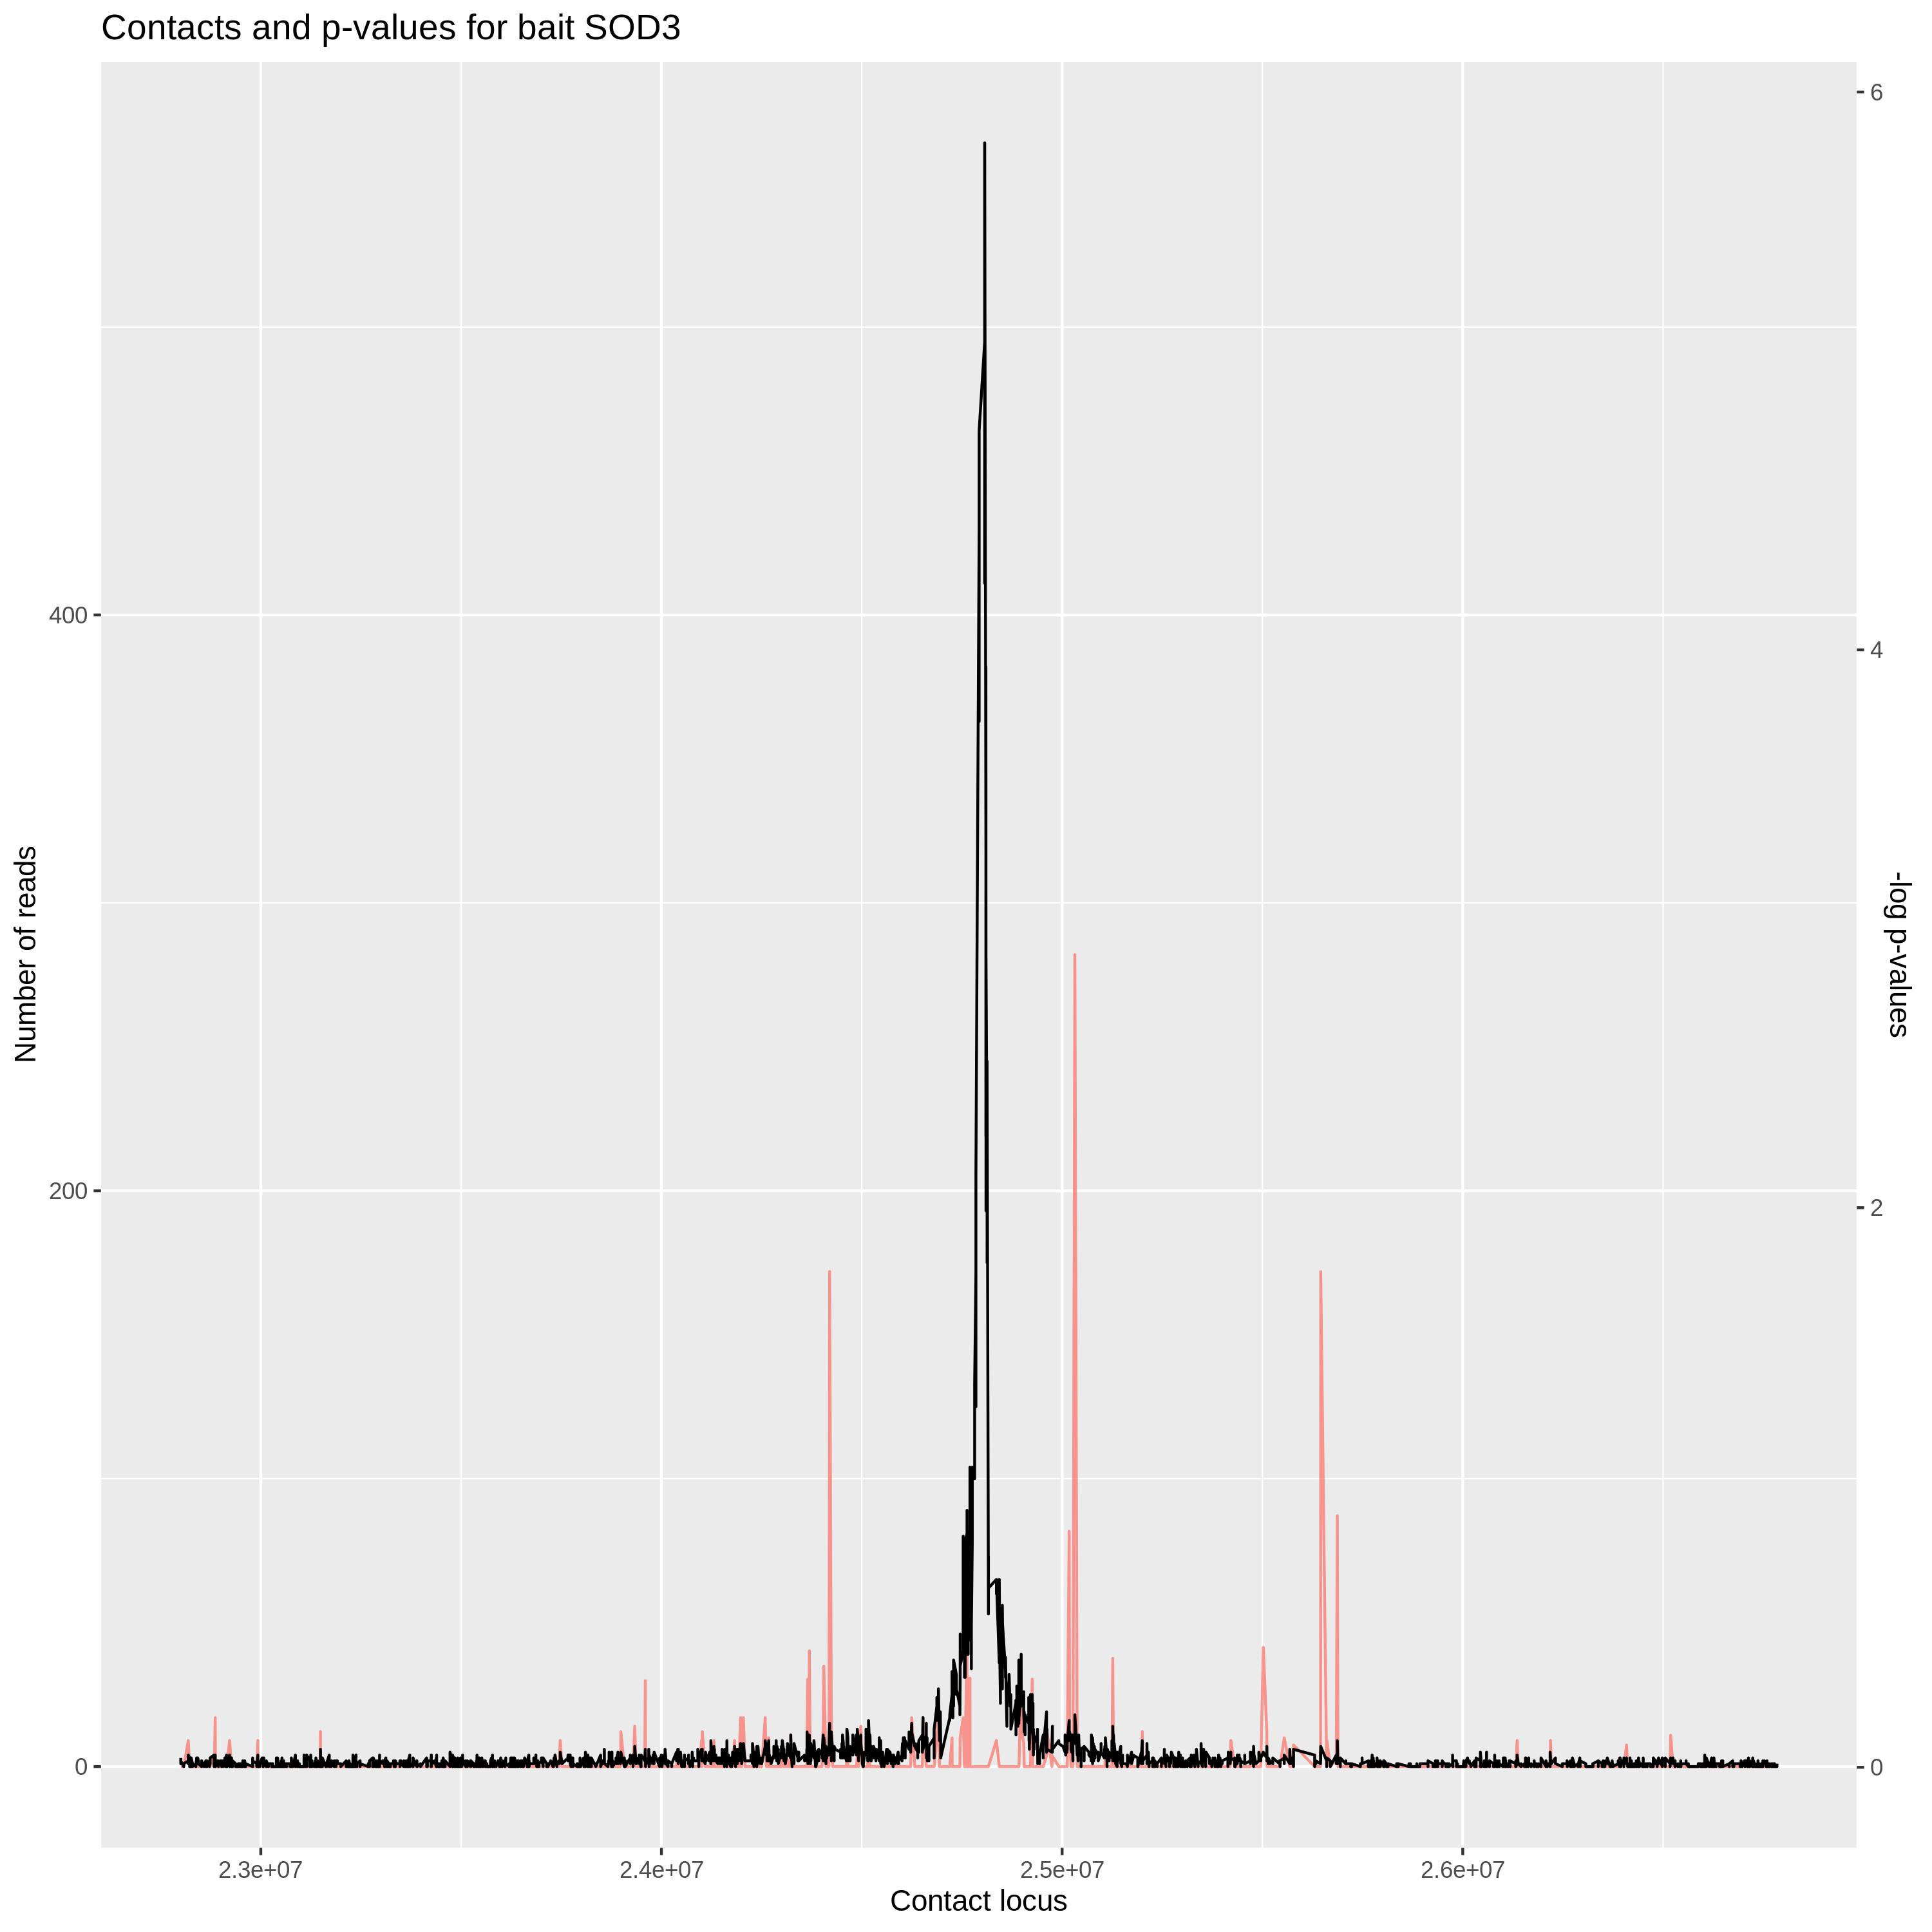 Contacts and p-values for bait SOD3
Number of reads
400
200
0
6
4
2
0
-log p-values
2.3e+07
2.4e+07
2.5e+07
2.6e+07
Contact locus